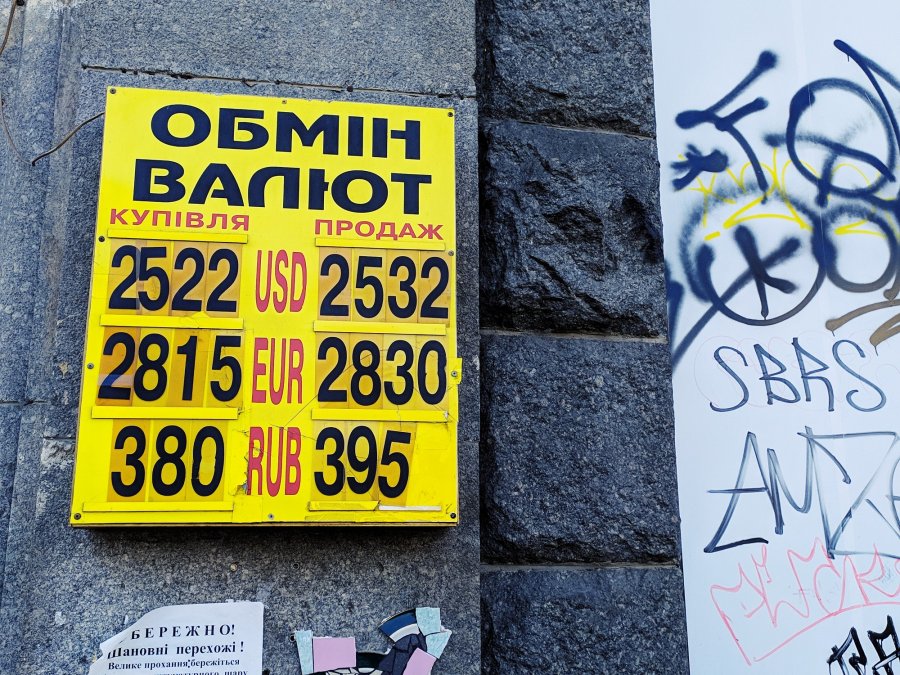 ОБМІН
ВАЛЮТ
КУПІВЛЯ ПРОДАЖ
2522 USD 2532
2815 EUR 2830
380 RUB 395
БЕРЕЖНО!
Шановні перехожі !
Велике прохання, бережіться
SBRS